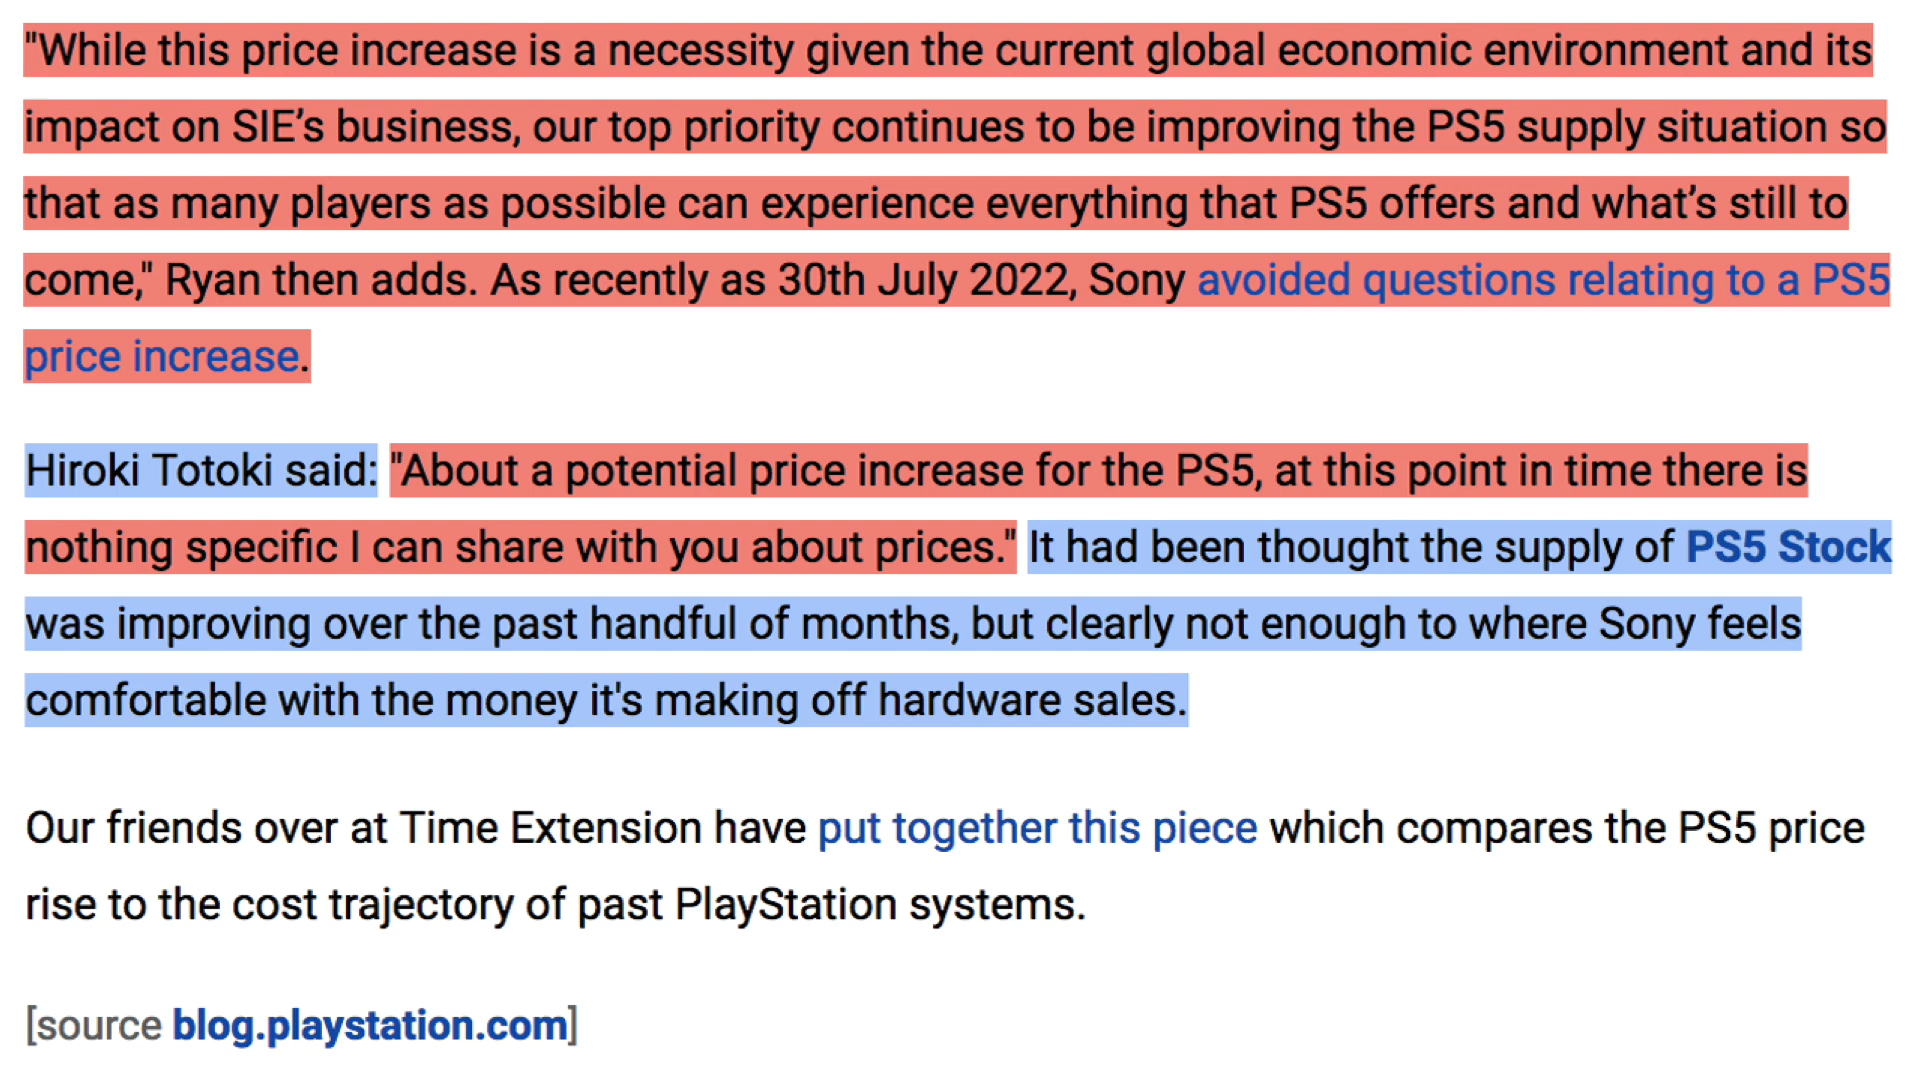 "While this price increase is a necessity given the current global economic environment and its
impact on SIE’s business, our top priority continues to be improving the PS5 supply situation so
that as many players as possible can experience everything that PS5 offers and what’s still to
come," Ryan then adds. As recently as 30th July 2022, Sony avoided questions relating to a PS5
price increase.
Hiroki Totoki said: "About a potential price increase for the PS5, at this point in time there is
nothing specific I can share with you about prices." It had been thought the supply of PS5 Stock
was improving over the past handful of months, but clearly not enough to where Sony feels
comfortable with the money it's making off hardware sales.
Our friends over at Time Extension have put together this piece which compares the PS5 price
rise to the cost trajectory of past PlayStation systems.
[source blog.playstation.com]